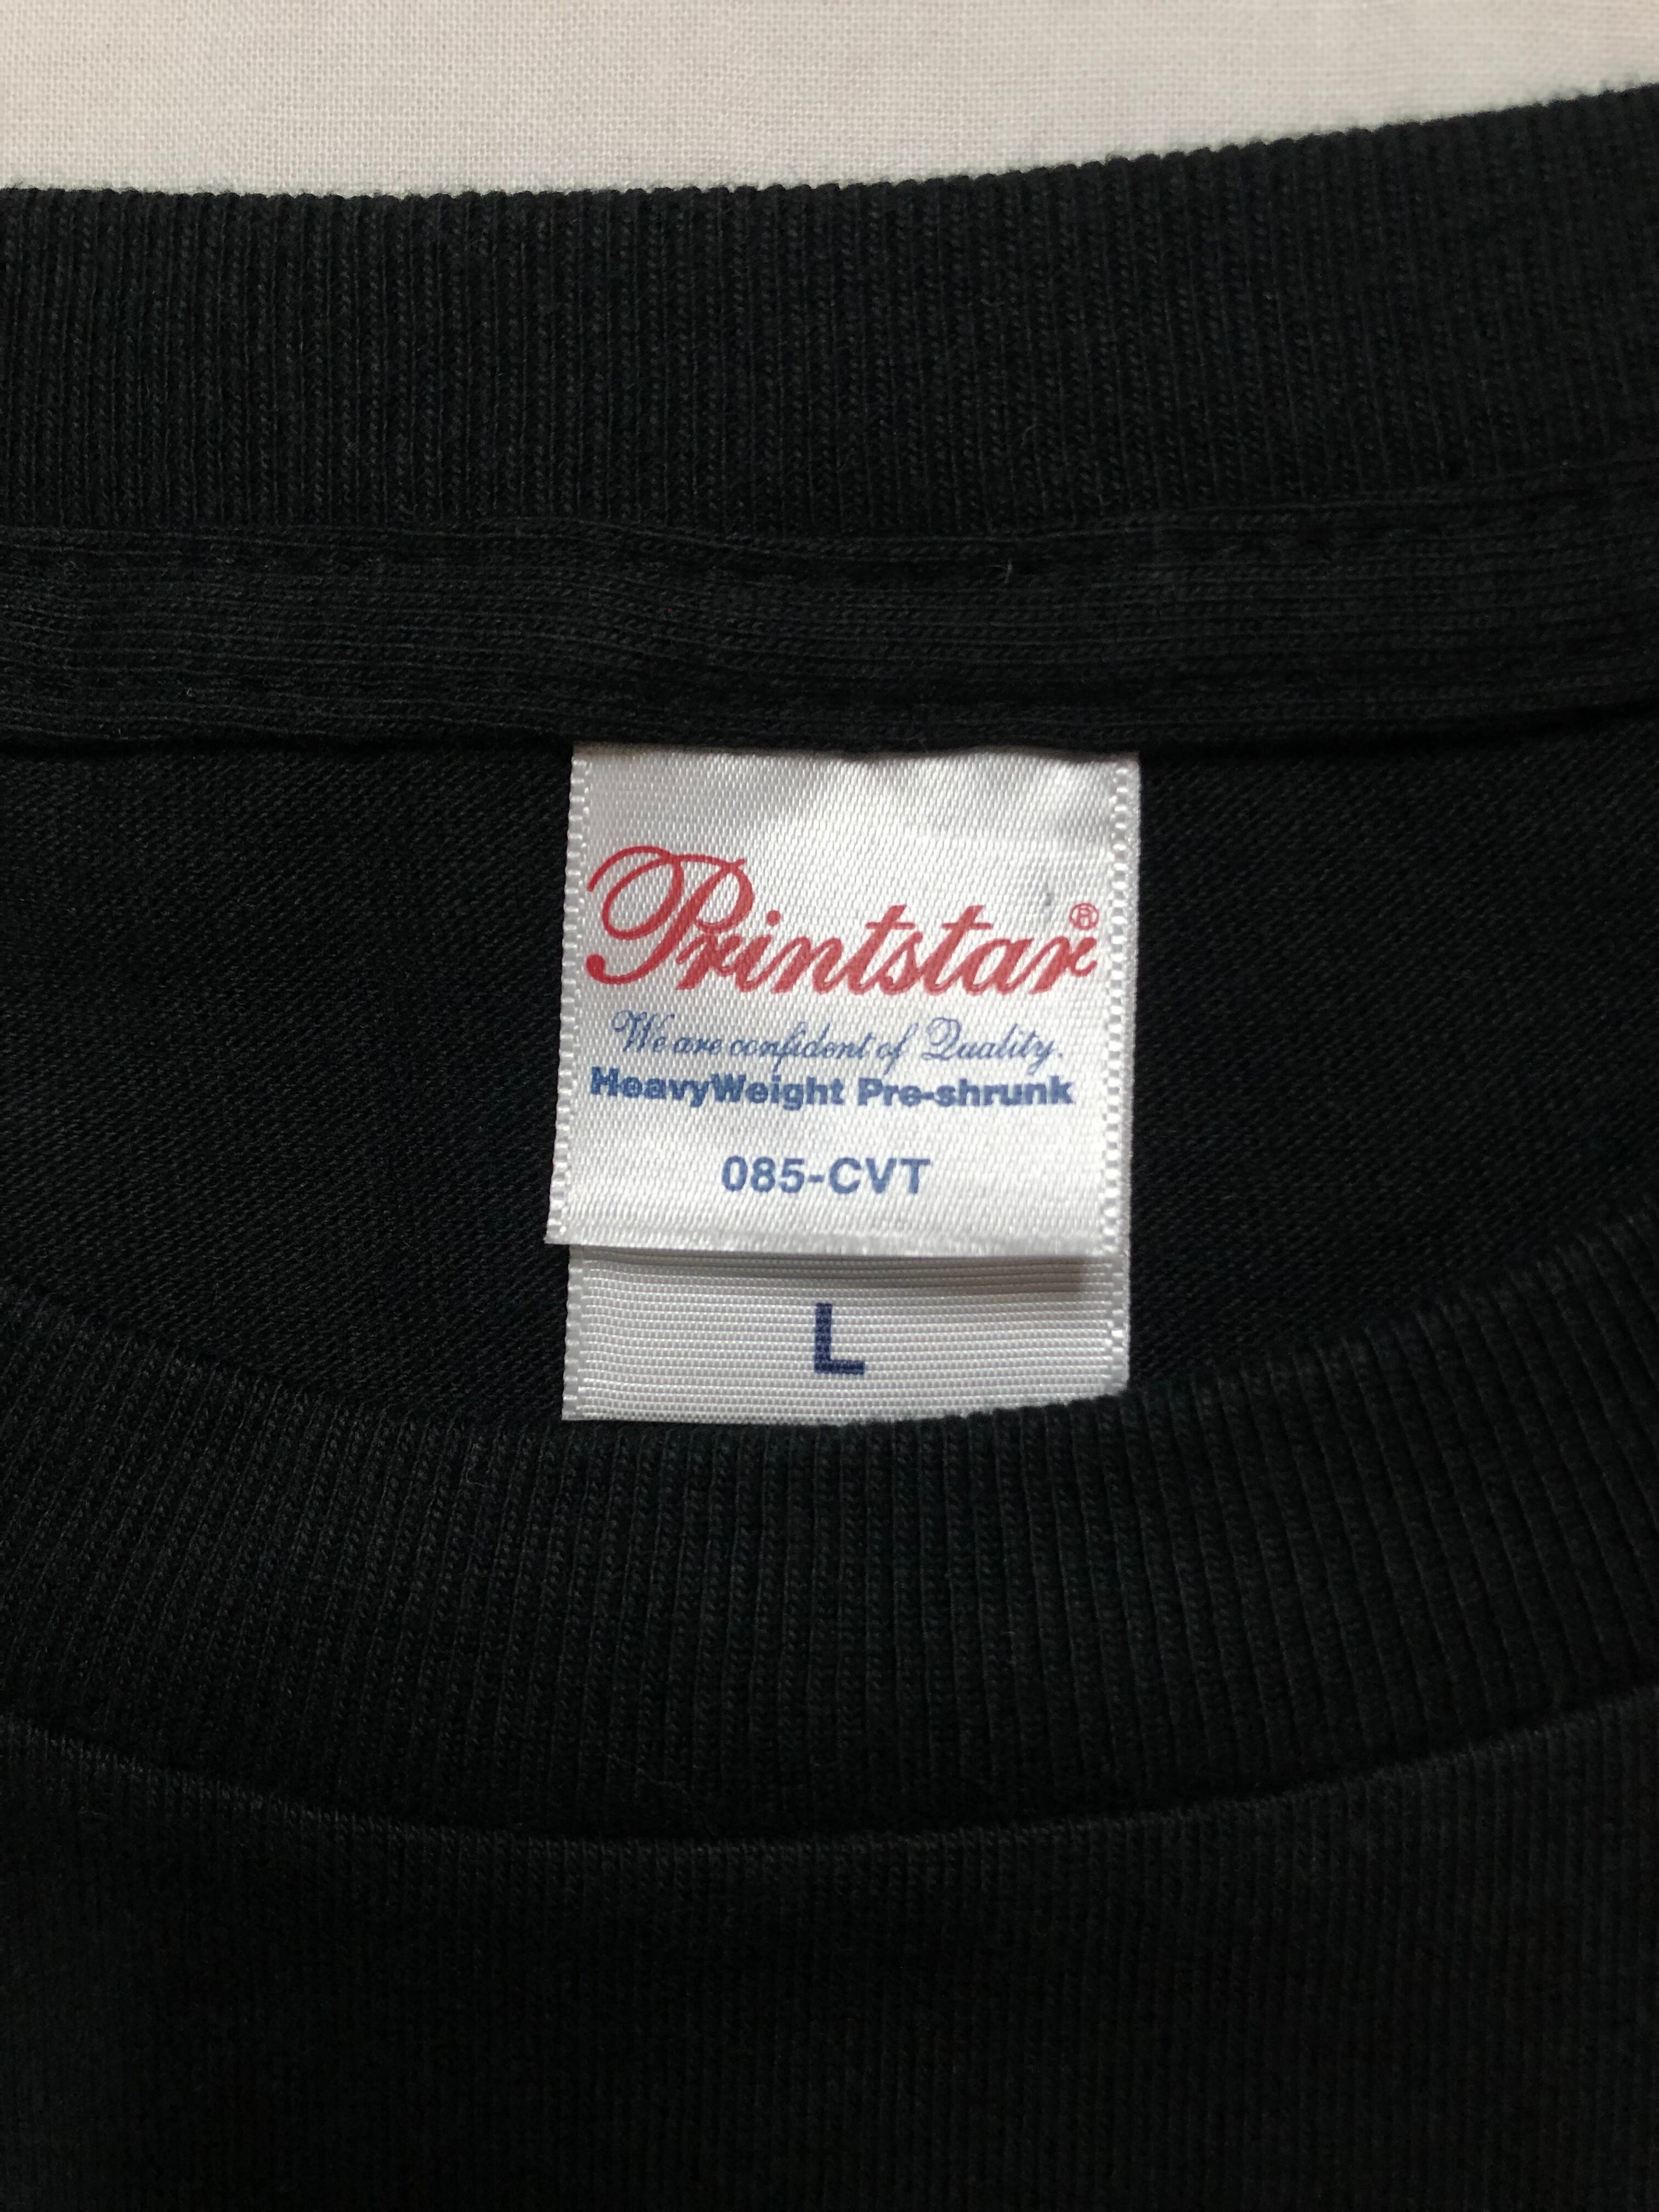 Printstar®
We are confident of Quality.
HeavyWeight Pre-shrunk
085-CVT
L